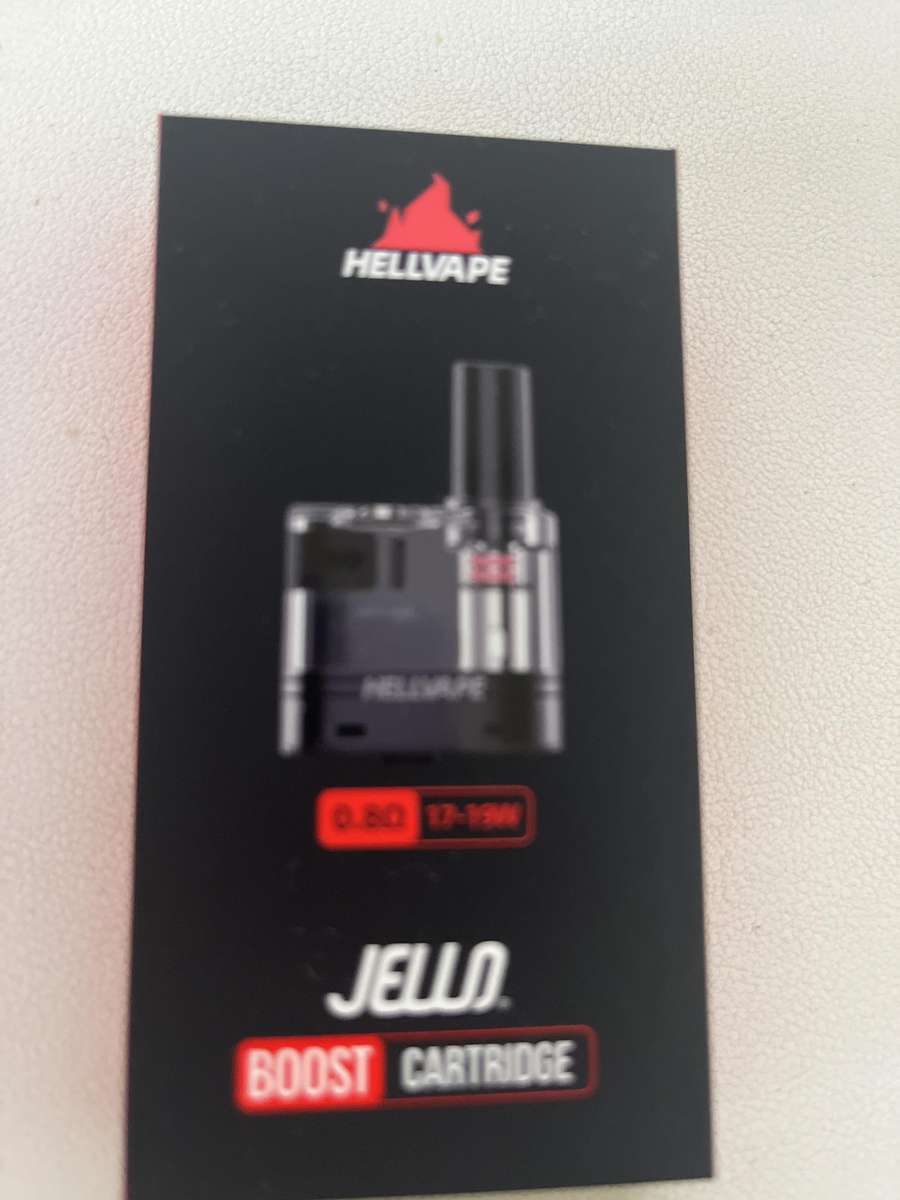 HELLVAPE
HELLVAPE
0.8Ω 17-19W
JELLO
BOOST CARTRIDGE